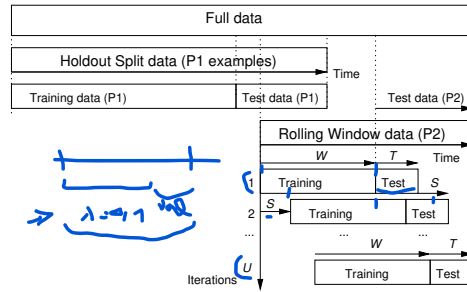 Full data
Holdout Split data (P1 examples)
Time
Training data (P1)
Test data (P1)
Test data (P2)
Rolling Window data (P2)
W
T
Time
1
Training
Test
S
S
2
Training
Test
...
...
...
W
T
U
Iterations
Training
Test